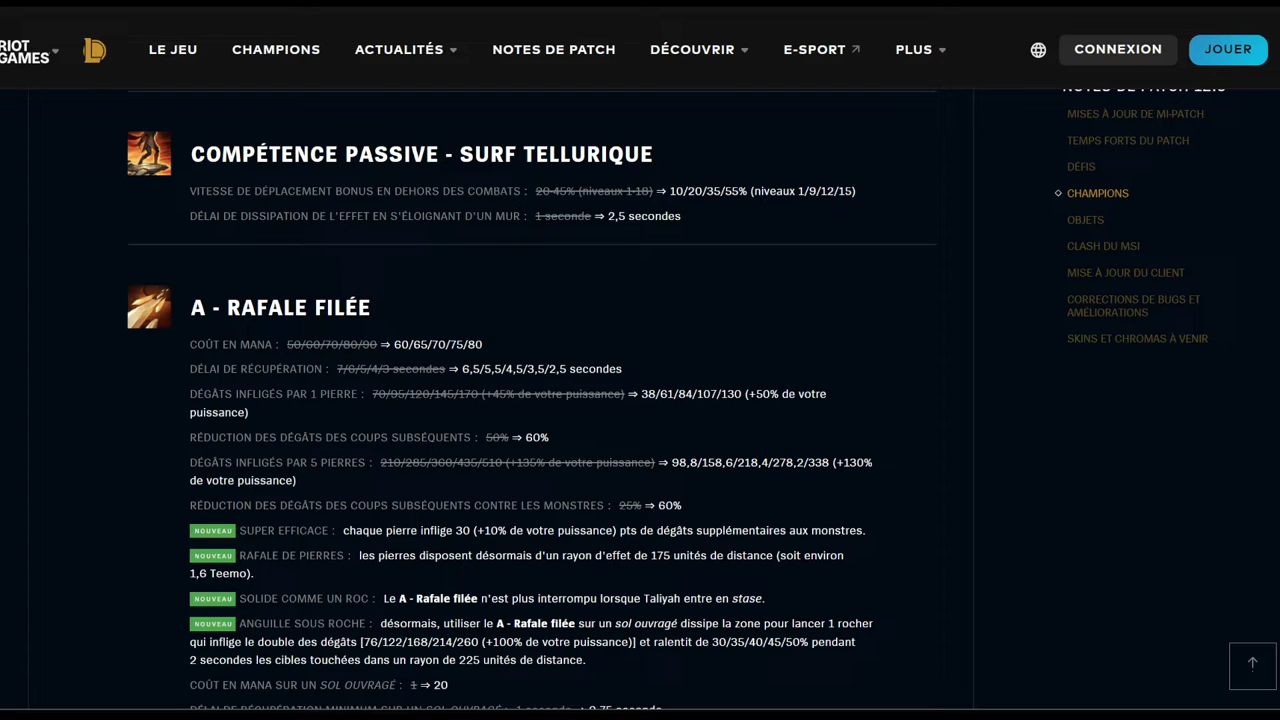 RIOT GAMES
LE JEU CHAMPIONS ACTUALITÉS NOTES DE PATCH DÉCOUVRIR E-SPORT PLUS CONNEXION JOUER
COMPÉTENCE PASSIVE - SURF TELLURIQUE
VITESSE DE DÉPLACEMENT BONUS EN DEHORS DES COMBATS : 20-45% (niveaux 1-18) ⇒ 10/20/35/55% (niveaux 1/9/12/15)
DÉLAI DE DISSIPATION DE L'EFFET EN S'ÉLOIGNANT D'UN MUR : 1 seconde ⇒ 2,5 secondes
A - RAFALE FILÉE
COÛT EN MANA : 50/60/70/80/90 ⇒ 60/65/70/75/80
DÉLAI DE RÉCUPÉRATION : 7/6/5/4/3 secondes ⇒ 6,5/5,5/4,5/3,5/2,5 secondes
DÉGÂTS INFLIGÉS PAR 1 PIERRE : 70/95/120/145/170 (+45% de votre puissance) ⇒ 38/61/84/107/130 (+50% de votre
puissance)
RÉDUCTION DES DÉGÂTS DES COUPS SUBSÉQUENTS : 50% ⇒ 60%
DÉGÂTS INFLIGÉS PAR 5 PIERRES : 210/285/360/435/510 (+135% de votre puissance) ⇒ 98,8/158,6/218,4/278,2/338 (+130%
de votre puissance)
RÉDUCTION DES DÉGÂTS DES COUPS SUBSÉQUENTS CONTRE LES MONSTRES : 25% ⇒ 60%
NOUVEAU SUPER EFFICACE : chaque pierre inflige 30 (+10% de votre puissance) pts de dégâts supplémentaires aux monstres.
NOUVEAU RAFALE DE PIERRES : les pierres disposent désormais d'un rayon d'effet de 175 unités de distance (soit environ
1,6 Teemo).
NOUVEAU SOLIDE COMME UN ROC : Le A - Rafale filée n'est plus interrompu lorsque Taliyah entre en stase.
NOUVEAU ANGUILLE SOUS ROCHE : désormais, utiliser le A - Rafale filée sur un sol ouvragé dissipe la zone pour lancer 1 rocher
qui inflige le double des dégâts [76/122/168/214/260 (+100% de votre puissance)] et ralentit de 30/35/40/45/50% pendant
2 secondes les cibles touchées dans un rayon de 225 unités de distance.
COÛT EN MANA SUR UN SOL OUVRAGÉ : 1 ⇒ 20
DÉLAI DE RÉCUPÉRATION MINIMUM SUR UN SOL OUVRAGÉ : 1 seconde ⇒ 0,75 seconde
NOTES DE PATCH
MISES À JOUR DE MI-PATCH
TEMPS FORTS DU PATCH
DÉFIS
CHAMPIONS
OBJETS
CLASH DU MSI
MISE À JOUR DU CLIENT
CORRECTIONS DE BUGS ET
AMÉLIORATIONS
SKINS ET CHROMAS À VENIR